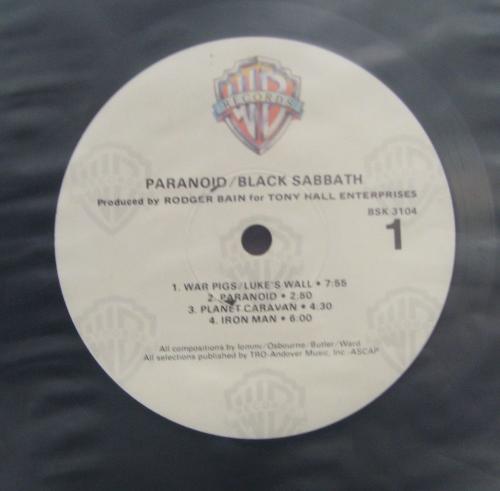 RECORDS
PARANOID/BLACK SABBATH
Produced by RODGER BAIN for TONY HALL ENTERPRISES
BSK 3104
1
1. WAR PIGS/LUKE'S WALL • 7:55
2. PARANOID • 2:50
3. PLANET CARAVAN • 4:30
4. IRON MAN • 6:00
All compositions by Iommi/Osbourne/Butler/Ward
All selections published by TRO-Andover Music, Inc.-ASCAP